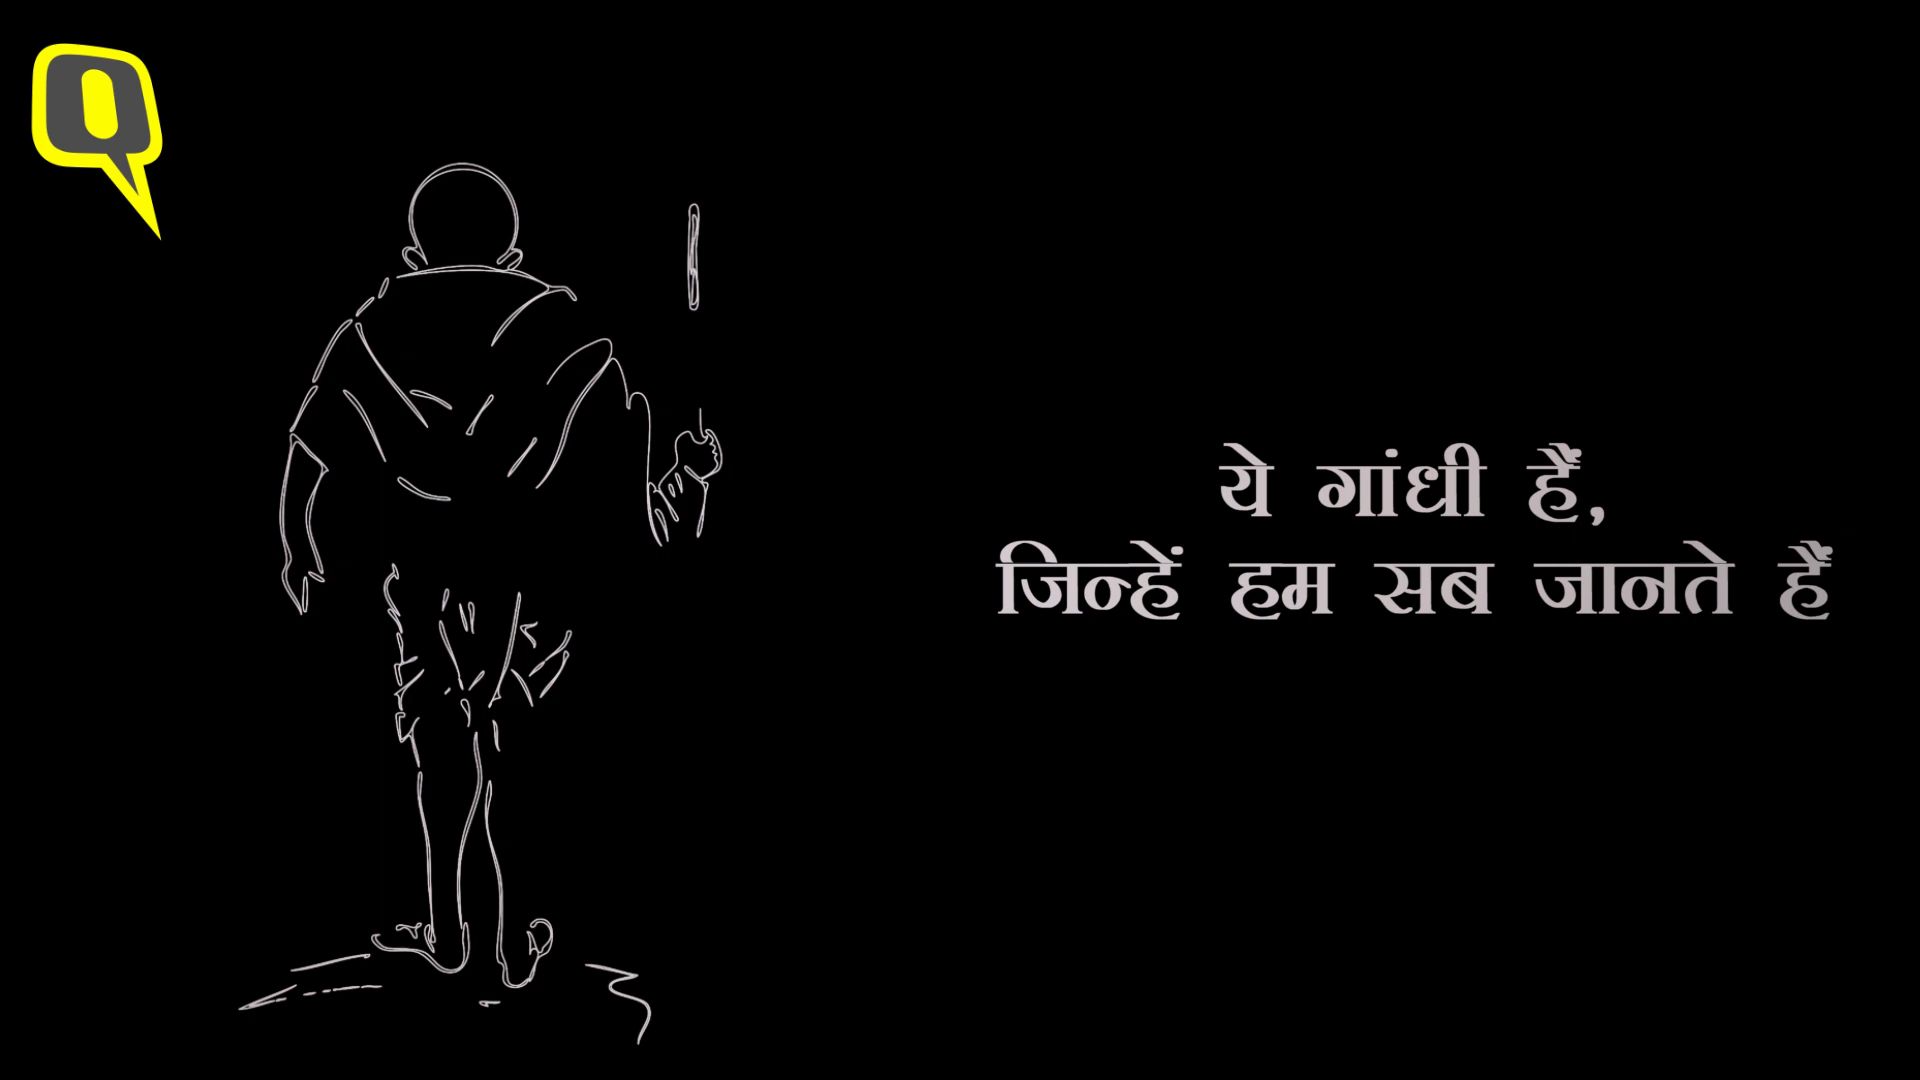 ये गांधी हैं,
जिन्हें हम सब जानते हैं